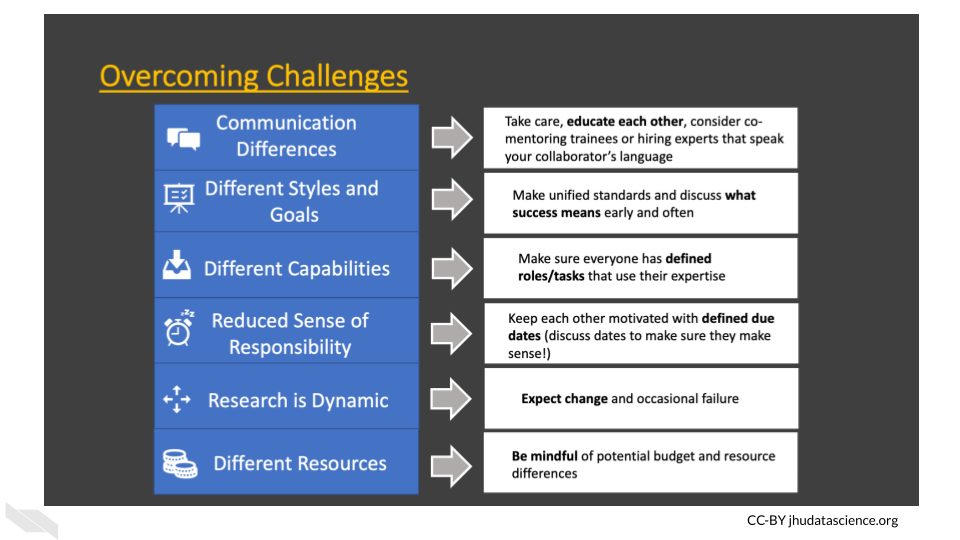 Overcoming Challenges
Communication
Differences
Take care, educate each other, consider co-
mentoring trainees or hiring experts that speak
your collaborator's language
Different Styles and
Goals
Make unified standards and discuss what
success means early and often
Different Capabilities
Make sure everyone has defined
roles/tasks that use their expertise
Reduced Sense of
Responsibility
Keep each other motivated with defined due
dates (discuss dates to make sure they make
sense!)
Research is Dynamic
Expect change and occasional failure
Different Resources
Be mindful of potential budget and resource
differences
CC-BY jhudatascience.org